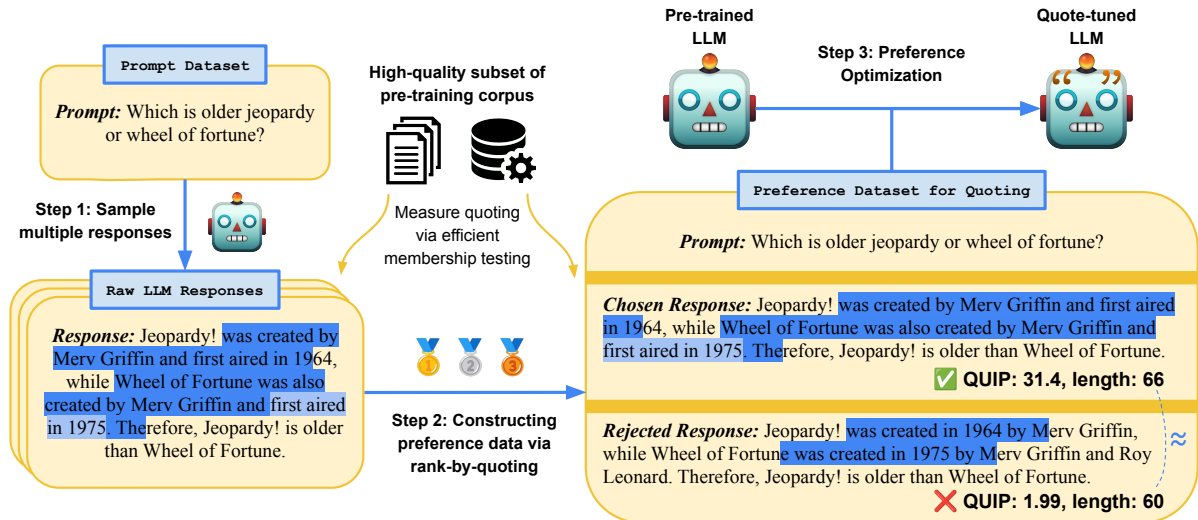 Prompt Dataset
Prompt: Which is older jeopardy
or wheel of fortune?
Step 1: Sample
multiple responses
Raw LLM Responses
Response: Jeopardy! was created by
Merv Griffin and first aired in 1964,
while Wheel of Fortune was also
created by Merv Griffin and first aired
in 1975. Therefore, Jeopardy! is older
than Wheel of Fortune.
High-quality subset of
pre-training corpus
Measure quoting
via efficient
membership testing
1 2 3
Step 2: Constructing
preference data via
rank-by-quoting
Pre-trained
LLM
Step 3: Preference
Optimization
Quote-tuned
LLM
“ ”
Preference Dataset for Quoting
Prompt: Which is older jeopardy or wheel of fortune?
Chosen Response: Jeopardy! was created by Merv Griffin and first aired
in 1964, while Wheel of Fortune was also created by Merv Griffin and
first aired in 1975. Therefore, Jeopardy! is older than Wheel of Fortune.
✅ QUIP: 31.4, length: 66
Rejected Response: Jeopardy! was created in 1964 by Merv Griffin,
while Wheel of Fortune was created in 1975 by Merv Griffin and Roy
Leonard. Therefore, Jeopardy! is older than Wheel of Fortune.
❌ QUIP: 1.99, length: 60
≈